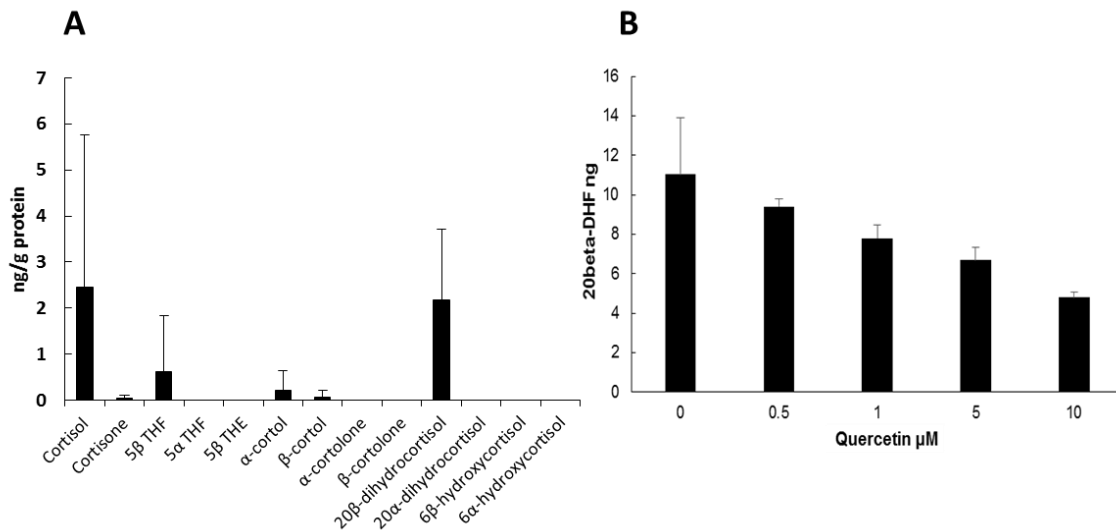 A
7
6
5
4
3
2
1
0
ng/g protein
Cortisol
Cortisone
5β THF
5α THF
5β THE
α-cortol
β-cortol
α-cortolone
β-cortolone
20β-dihydrocortisol
20α-dihydrocortisol
6β-hydroxycortisol
6α-hydroxycortisol
B
16
14
12
10
8
6
4
2
0
20beta-DHF ng
0 0.5 1 5 10
Quercetin µM